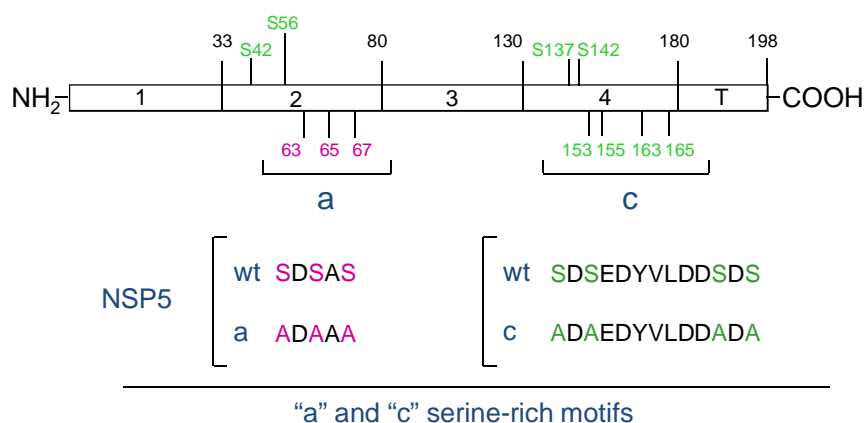 S56
33 S42 80 130 S137 S142 180 198
NH2 1 2 3 4 T COOH
63 65 67 153 155 163 165
a c
NSP5
wt SDSAS wt SDSEDYVLDDSDS
a ADAAA c ADAEDYVLDDADA
“a” and “c” serine-rich motifs